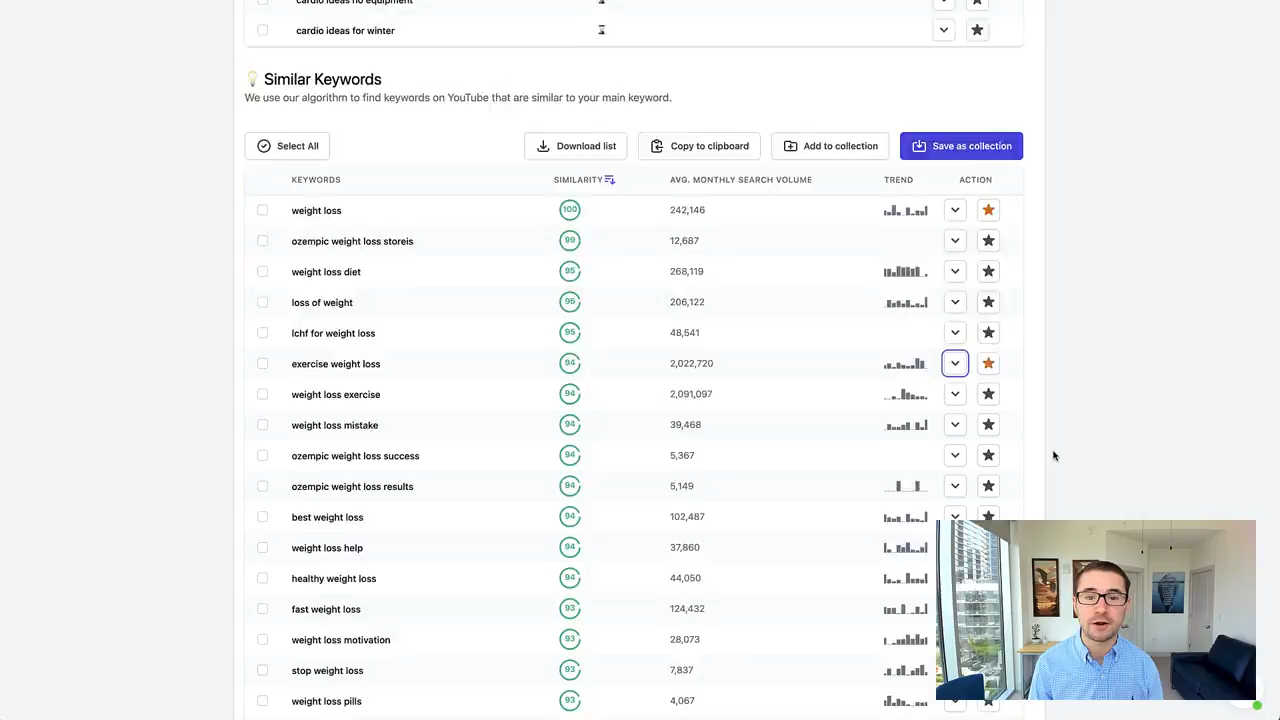 cardio ideas no equipment
cardio ideas for winter
Similar Keywords
We use our algorithm to find keywords on YouTube that are similar to your main keyword.
Select All Download list Copy to clipboard Add to collection Save as collection
KEYWORDS SIMILARITY AVG. MONTHLY SEARCH VOLUME TREND ACTION
weight loss 100 242,146
ozempic weight loss storeis 99 12,687
weight loss diet 95 268,119
loss of weight 95 206,122
lchf for weight loss 95 48,541
exercise weight loss 94 2,022,720
weight loss exercise 94 2,091,097
weight loss mistake 94 39,468
ozempic weight loss success 94 5,367
ozempic weight loss results 94 5,149
best weight loss 94 102,487
weight loss help 94 37,860
healthy weight loss 94 44,050
fast weight loss 93 124,432
weight loss motivation 93 28,073
stop weight loss 93 7,837
weight loss pills 93 4,067